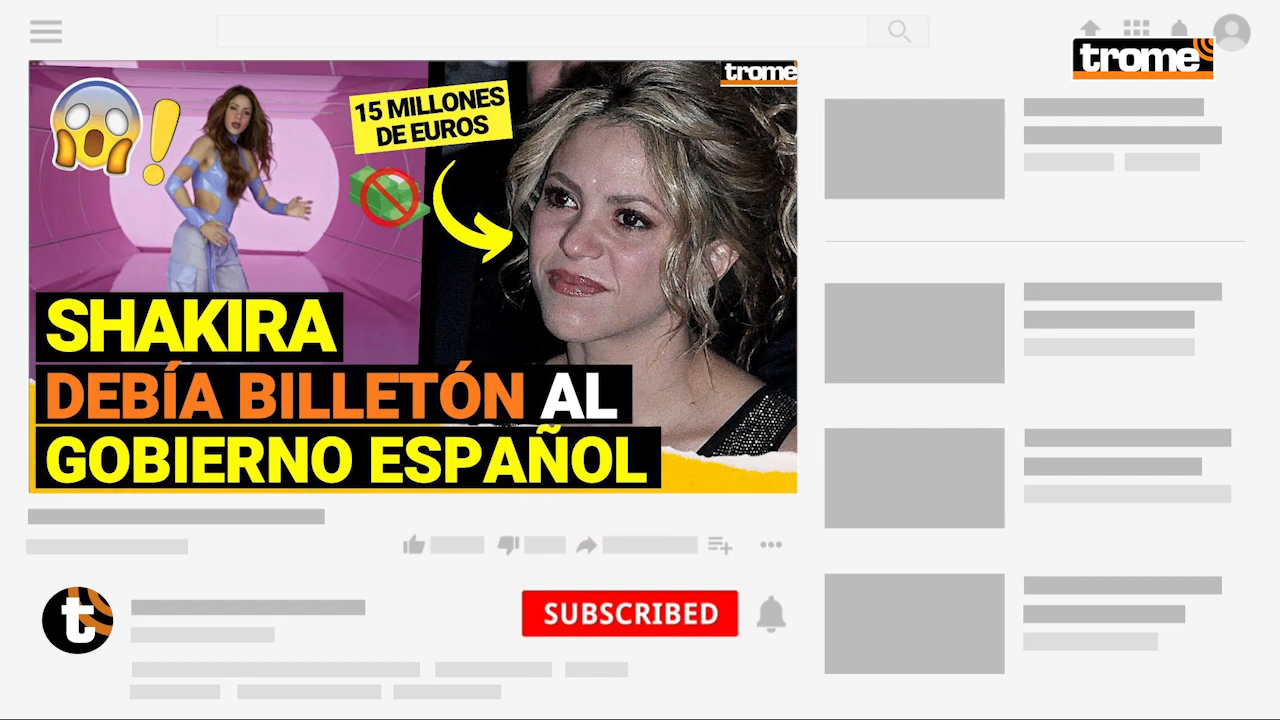 trome
trome
15 MILLONES
DE EUROS
SHAKIRA
DEBÍA BILLETÓN AL
GOBIERNO ESPAÑOL
t
SUBSCRIBED